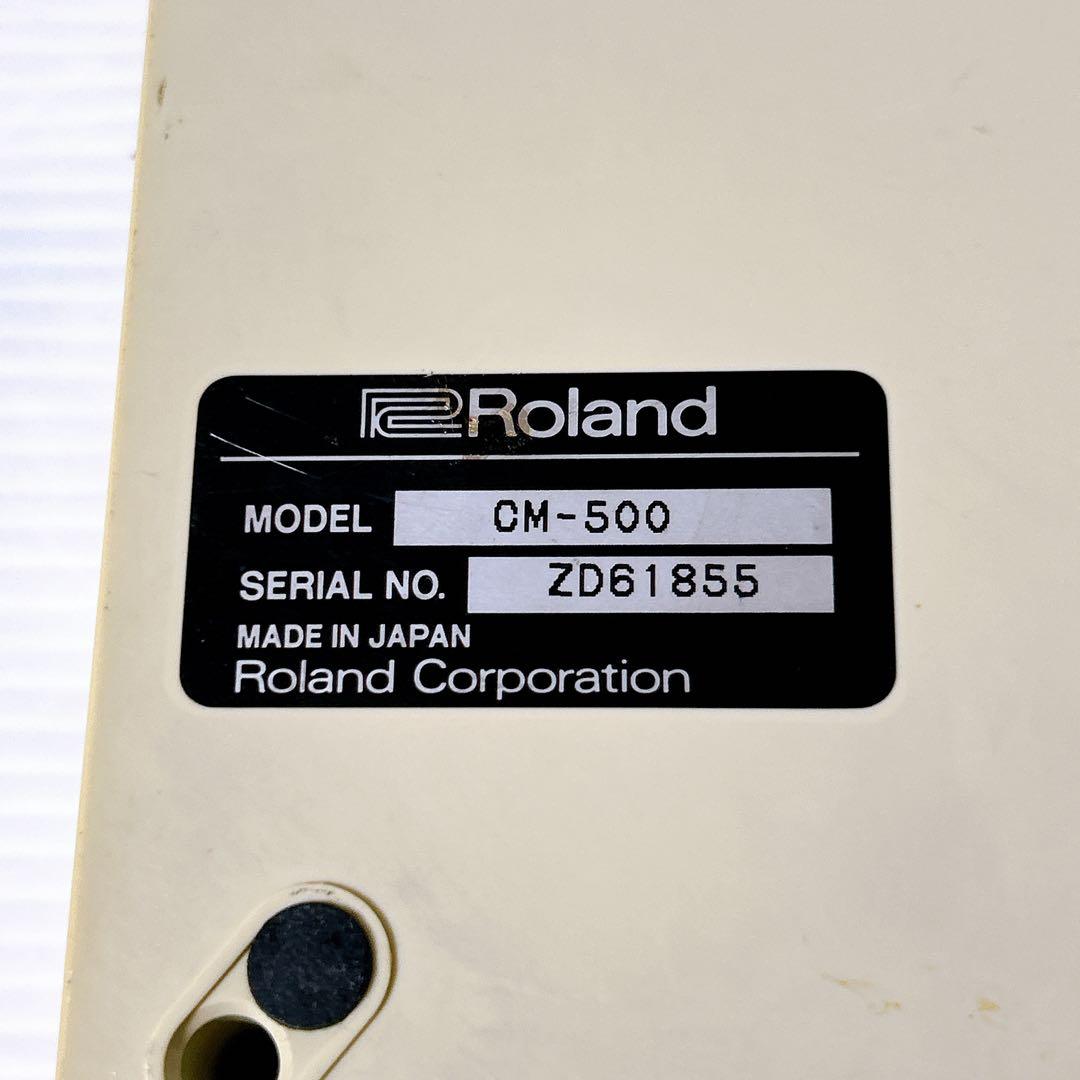 Roland
MODEL CM-500
SERIAL NO. ZD61855
MADE IN JAPAN
Roland Corporation